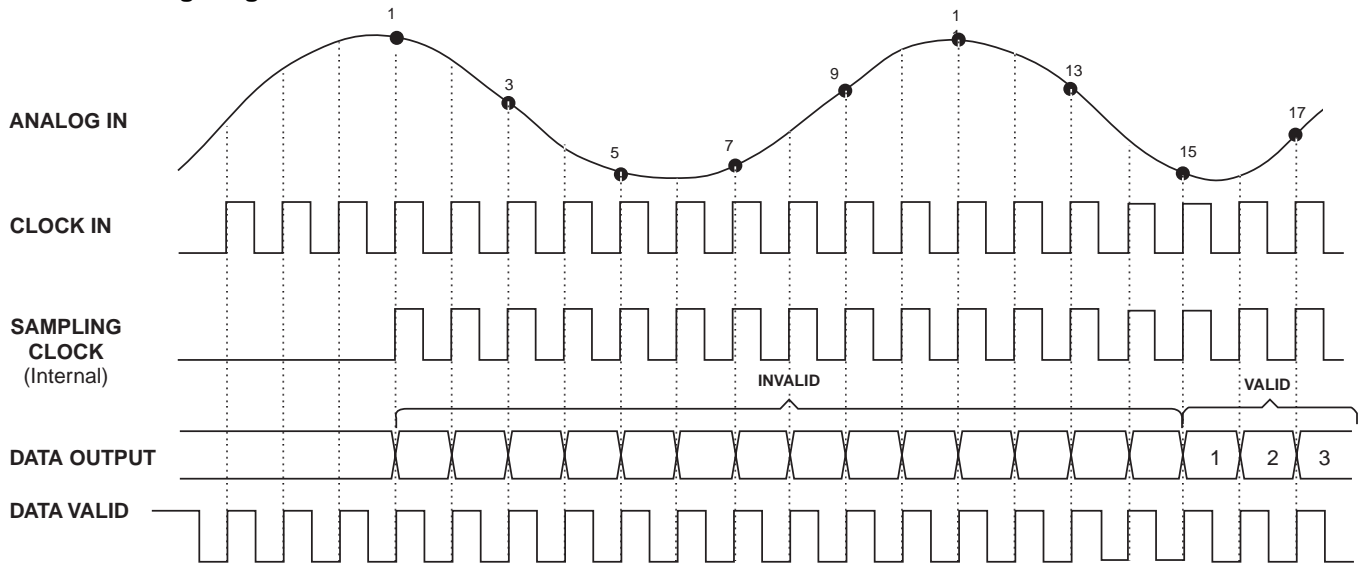 1
1
3
9
13
5
7
15
17
ANALOG IN
CLOCK IN
SAMPLING
CLOCK
(Internal)
INVALID
VALID
DATA OUTPUT
1 2 3
DATA VALID